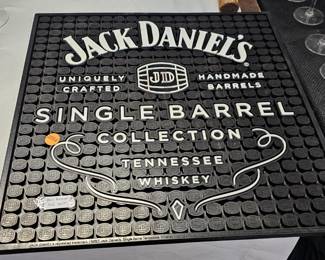 JACK DANIEL'S
UNIQUELY CRAFTED
JD
HANDMADE BARRELS
SINGLE BARREL
COLLECTION
TENNESSEE
WHISKEY